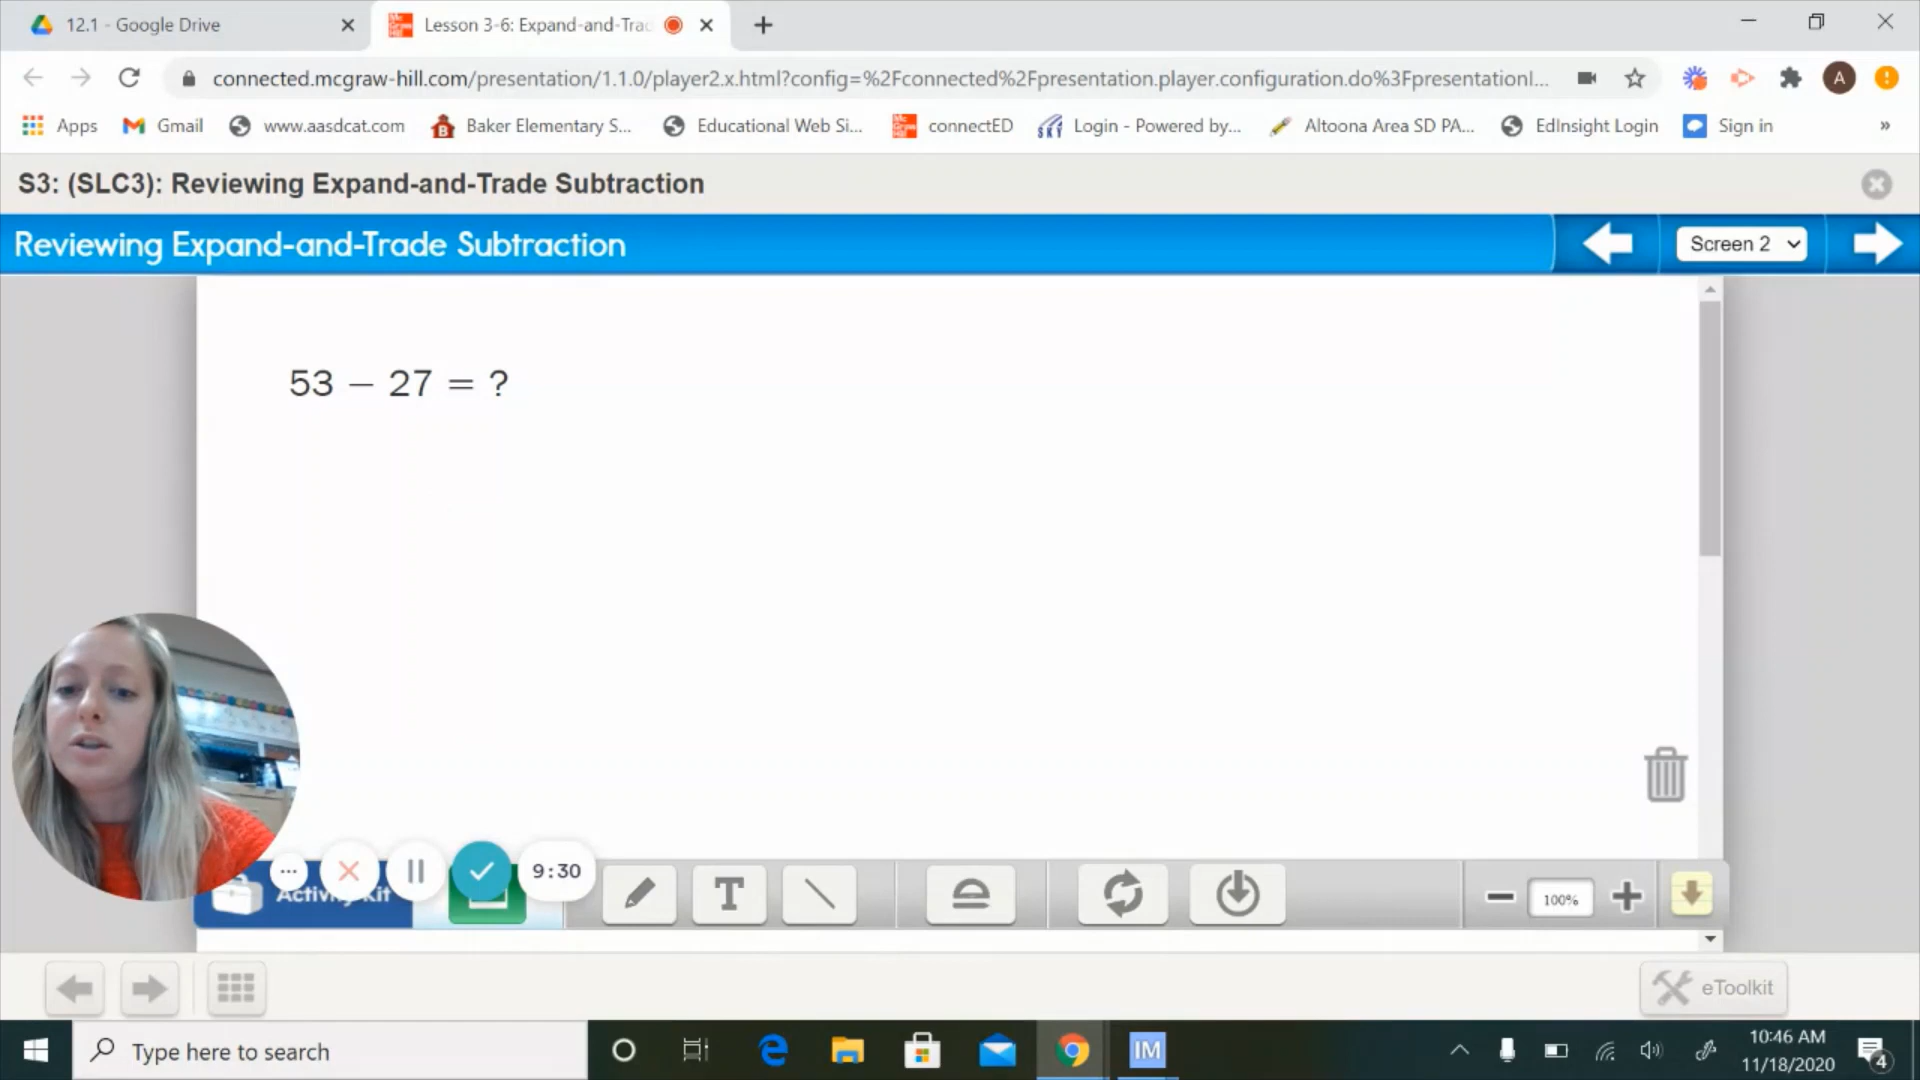 12.1 - Google Drive
Lesson 3-6: Expand-and-Trac
connected.mcgraw-hill.com/presentation/1.1.0/player2.x.html?config=%2Fconnected%2Fpresentation.player.configuration.do%3FpresentationI...
A
Apps Gmail www.aasdcat.com Baker Elementary S... Educational Web Si... connectED Login - Powered by... Altoona Area SD PA... EdInsight Login Sign in »
S3: (SLC3): Reviewing Expand-and-Trade Subtraction
Reviewing Expand-and-Trade Subtraction
Screen 2
53 – 27 = ?
9:30
Activity Kit
T
100%
eToolkit
Type here to search
IM
10:46 AM
11/18/2020
4